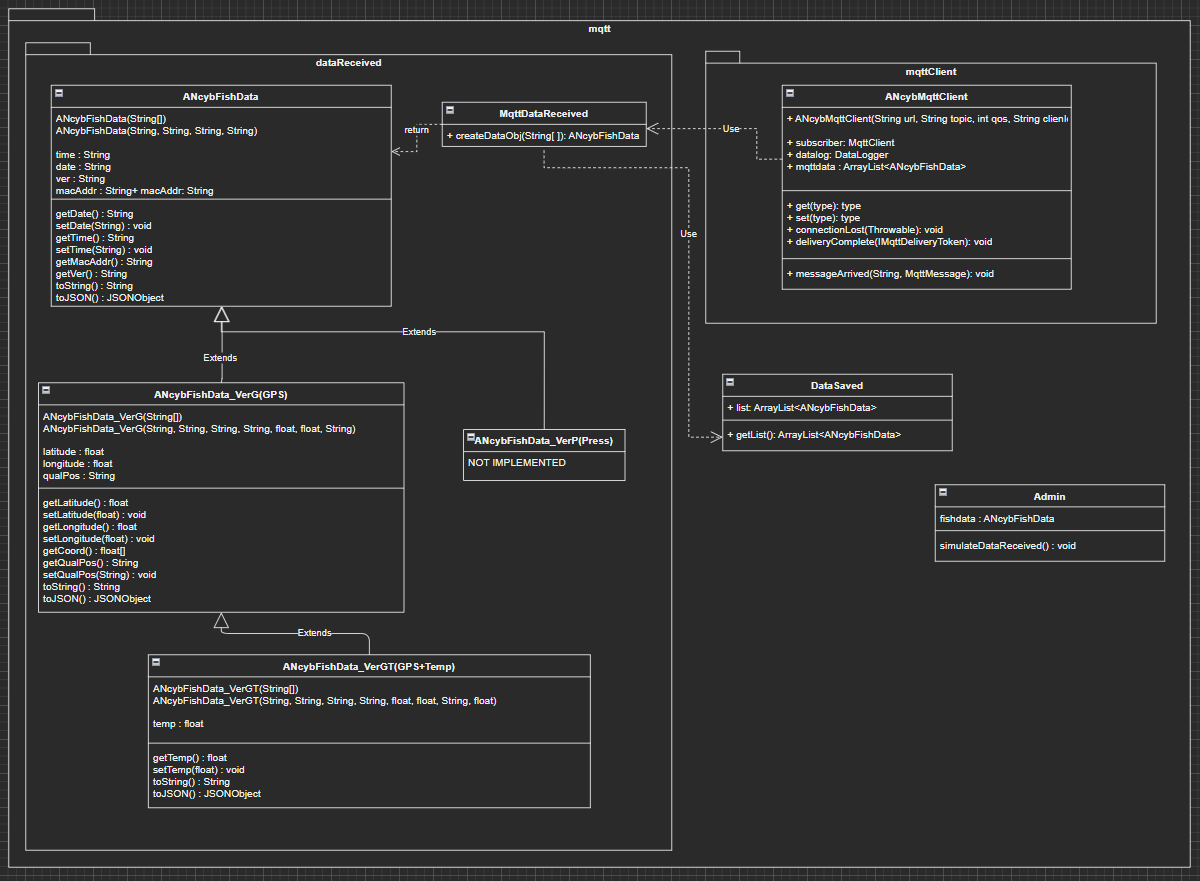 mqtt
dataReceived
ANcybFishData
ANcybFishData(String[])
ANcybFishData(String, String, String, String)
time : String
date : String
ver : String
macAddr : String+ macAddr: String
getDate() : String
setDate(String) : void
getTime() : String
setTime(String) : void
getMacAddr() : String
getVer() : String
toString() : String
toJSON() : JSONObject
return
MqttDataReceived
+ createDataObj(String[ ]): ANcybFishData
Use
Use
mqttClient
ANcybMqttClient
+ ANcybMqttClient(String url, String topic, int qos, String clientI
+ subscriber: MqttClient
+ datalog: DataLogger
+ mqttdata : ArrayList<ANcybFishData>
+ get(type): type
+ set(type): type
+ connectionLost(Throwable): void
+ deliveryComplete(IMqttDeliveryToken): void
+ messageArrived(String, MqttMessage): void
Extends
Extends
ANcybFishData_VerG(GPS)
ANcybFishData_VerG(String[])
ANcybFishData_VerG(String, String, String, String, float, float, String)
latitude : float
longitude : float
qualPos : String
getLatitude() : float
setLatitude(float) : void
getLongitude() : float
setLongitude(float) : void
getCoord() : float[]
getQualPos() : String
setQualPos(String) : void
toString() : String
toJSON() : JSONObject
ANcybFishData_VerP(Press)
NOT IMPLEMENTED
DataSaved
+ list: ArrayList<ANcybFishData>
+ getList(): ArrayList<ANcybFishData>
Admin
fishdata : ANcybFishData
simulateDataReceived() : void
Extends
ANcybFishData_VerGT(GPS+Temp)
ANcybFishData_VerGT(String[])
ANcybFishData_VerGT(String, String, String, String, float, float, String, float)
temp : float
getTemp() : float
setTemp(float) : void
toString() : String
toJSON() : JSONObject